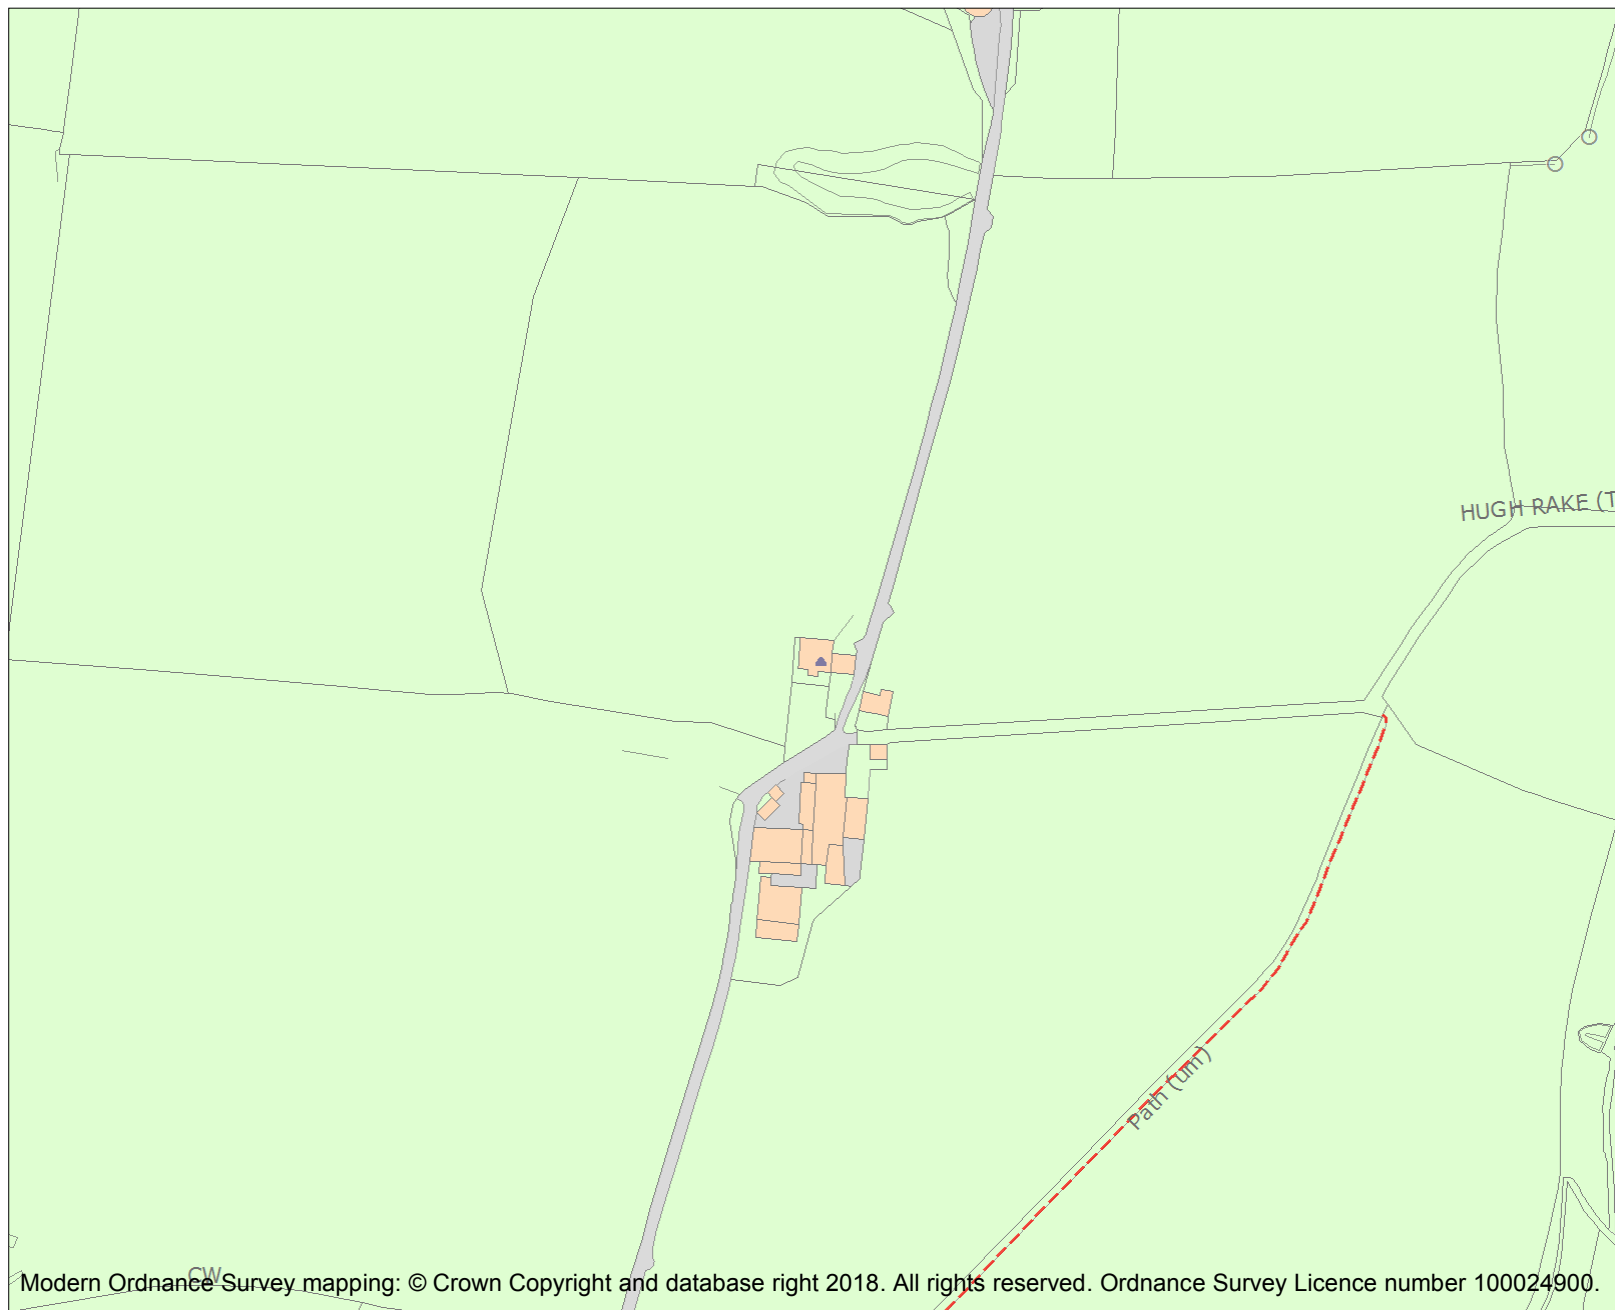 HUGH RAKE (T
Path (um)
CW
Modern Ordnance Survey mapping: © Crown Copyright and database right 2018. All rights reserved. Ordnance Survey Licence number 100024900.